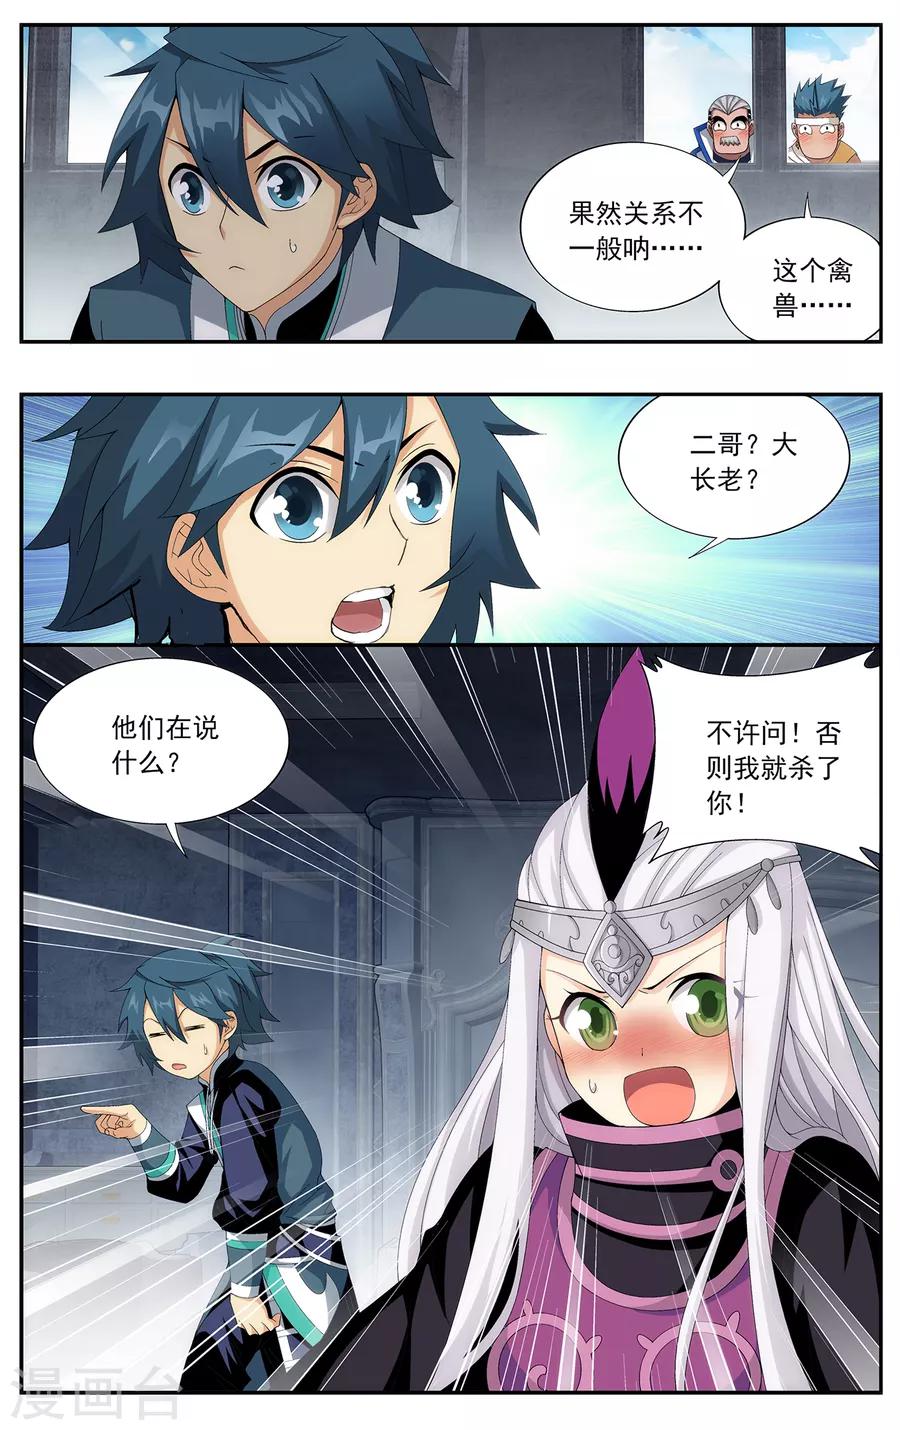 果然关系不
一般呐……
这个禽
兽……
二哥？大
长老？
他们在说
什么？
不许问！否
则我就杀了
你！
漫画台